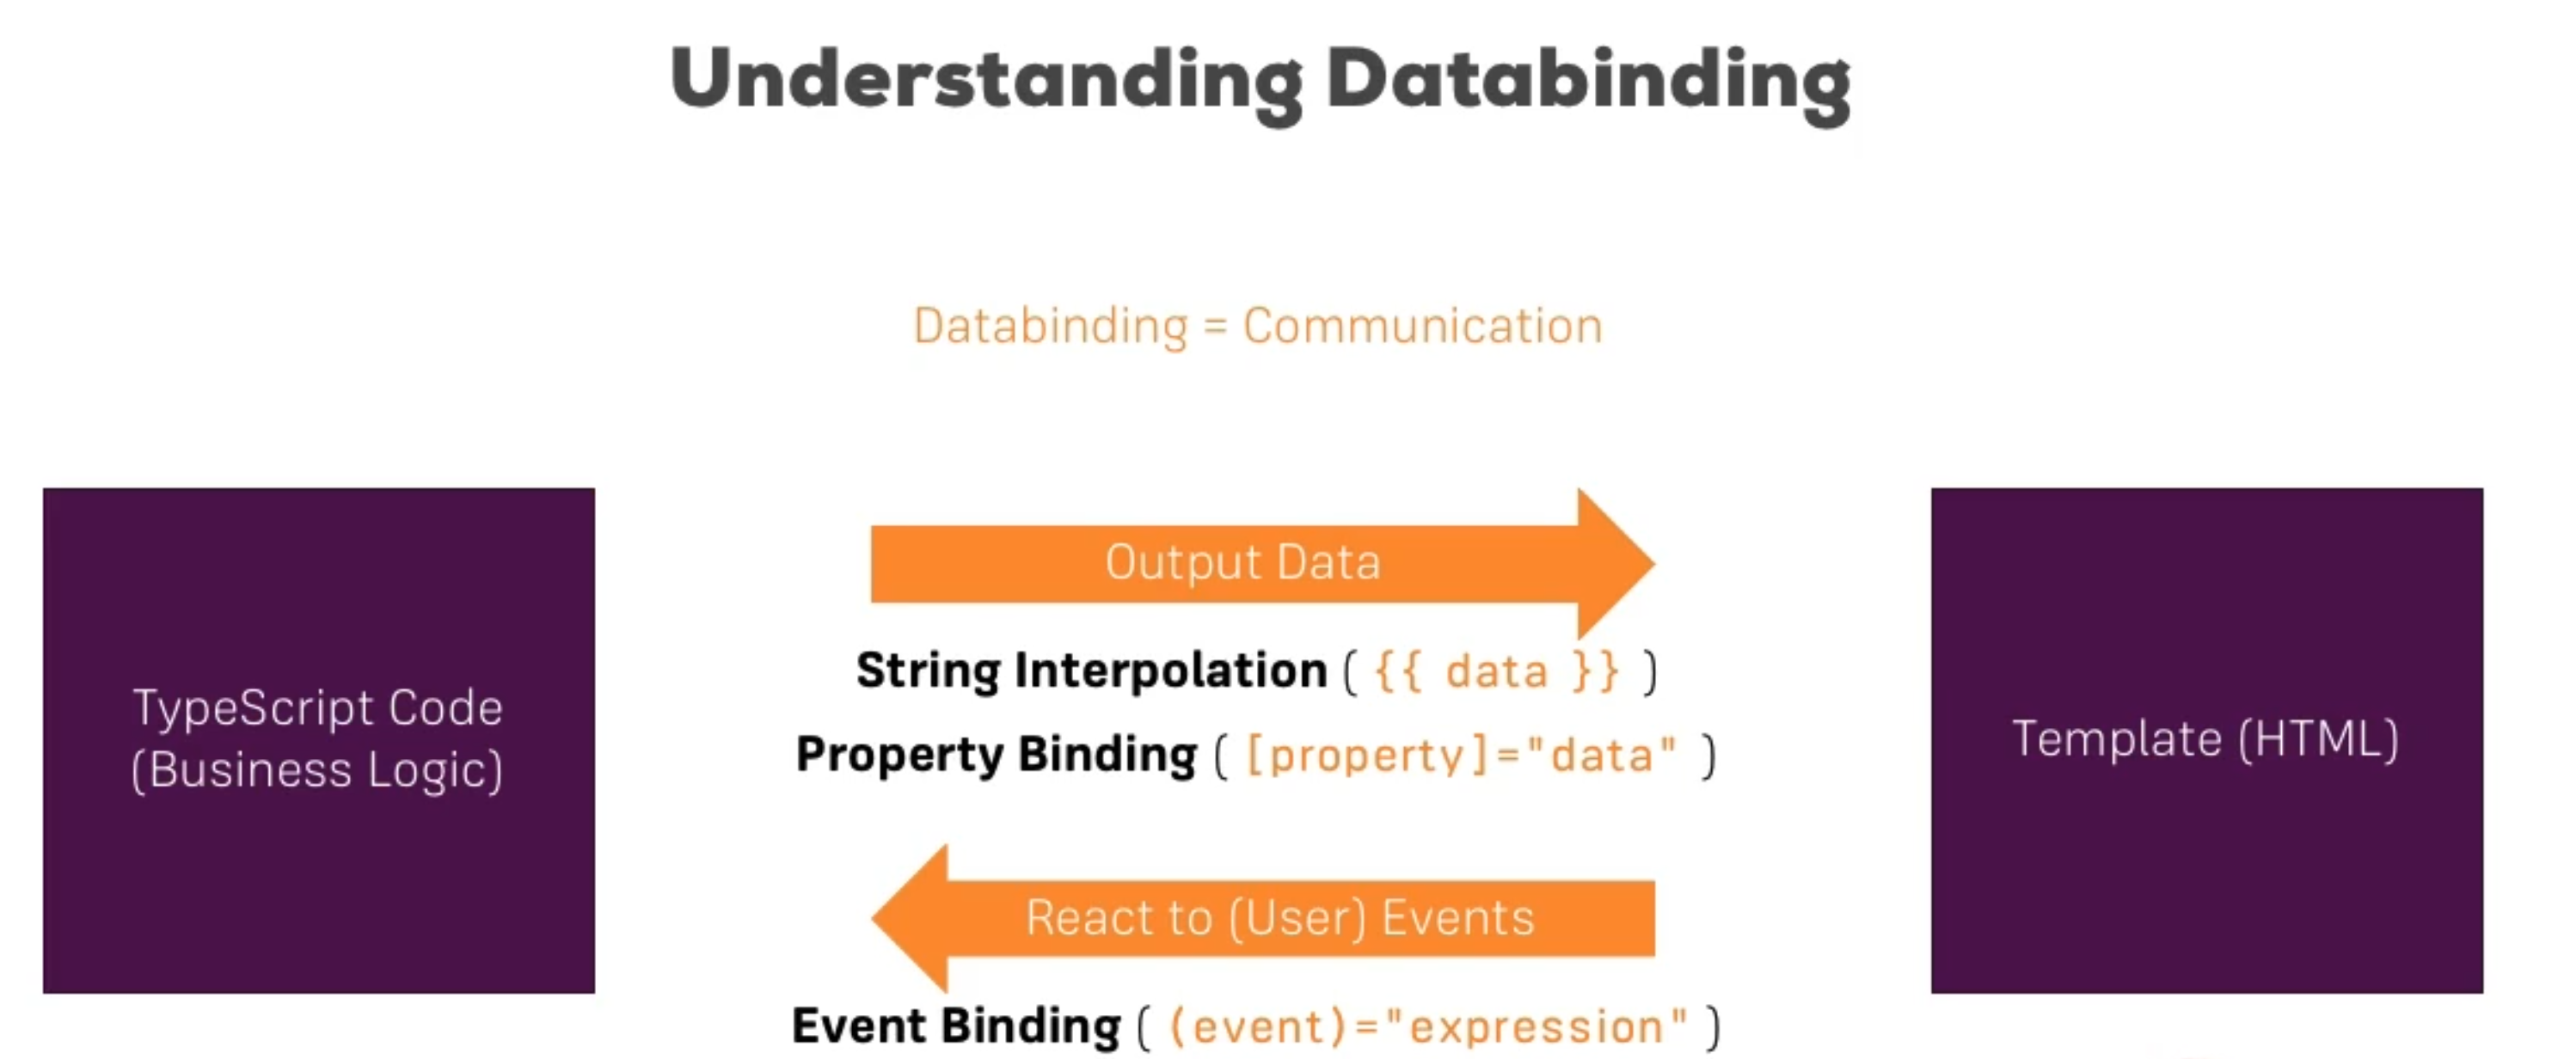 Understanding Databinding
Databinding = Communication
Output Data
String Interpolation ( {{ data }} )
Property Binding ( [property]="data" )
TypeScript Code
(Business Logic)
Template (HTML)
React to (User) Events
Event Binding ( (event)="expression" )